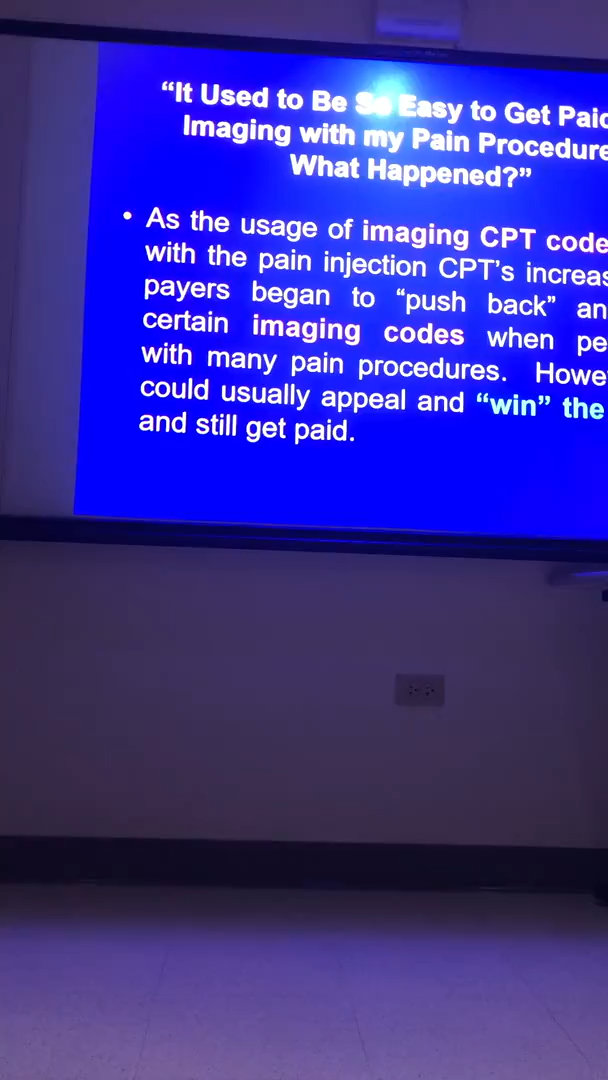 “It Used to Be So Easy to Get Paid
Imaging with my Pain Procedure
What Happened?”
• As the usage of imaging CPT code
with the pain injection CPT’s increas
payers began to “push back” an
certain imaging codes when pe
with many pain procedures. Howe
could usually appeal and “win” the
and still get paid.